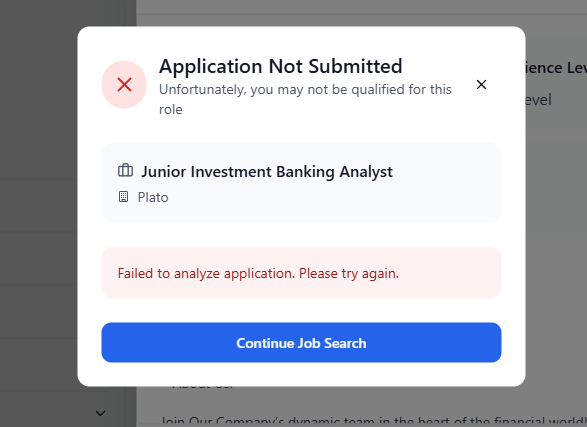 Application Not Submitted
Unfortunately, you may not be qualified for this
role
Junior Investment Banking Analyst
Plato
Failed to analyze application. Please try again.
Continue Job Search
ience Lev
evel
About Us:
Join Our Company's dynamic team in the heart of the financial world!